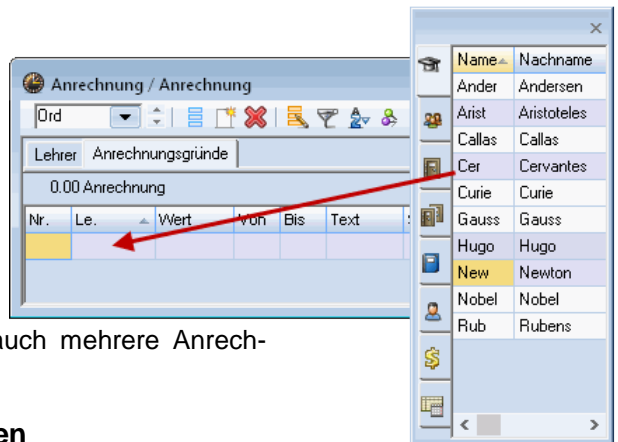 Anrechnung / Anrechnung
Ord
Lehrer Anrechnungsgründe
0.00 Anrechnung
Nr. Le. Wert Von Bis Text
auch mehrere Anrech-
en
Name Nachname
Ander Andersen
Arist Aristoteles
Callas Callas
Cer Cervantes
Curie Curie
Gauss Gauss
Hugo Hugo
New Newton
Nobel Nobel
Rub Rubens